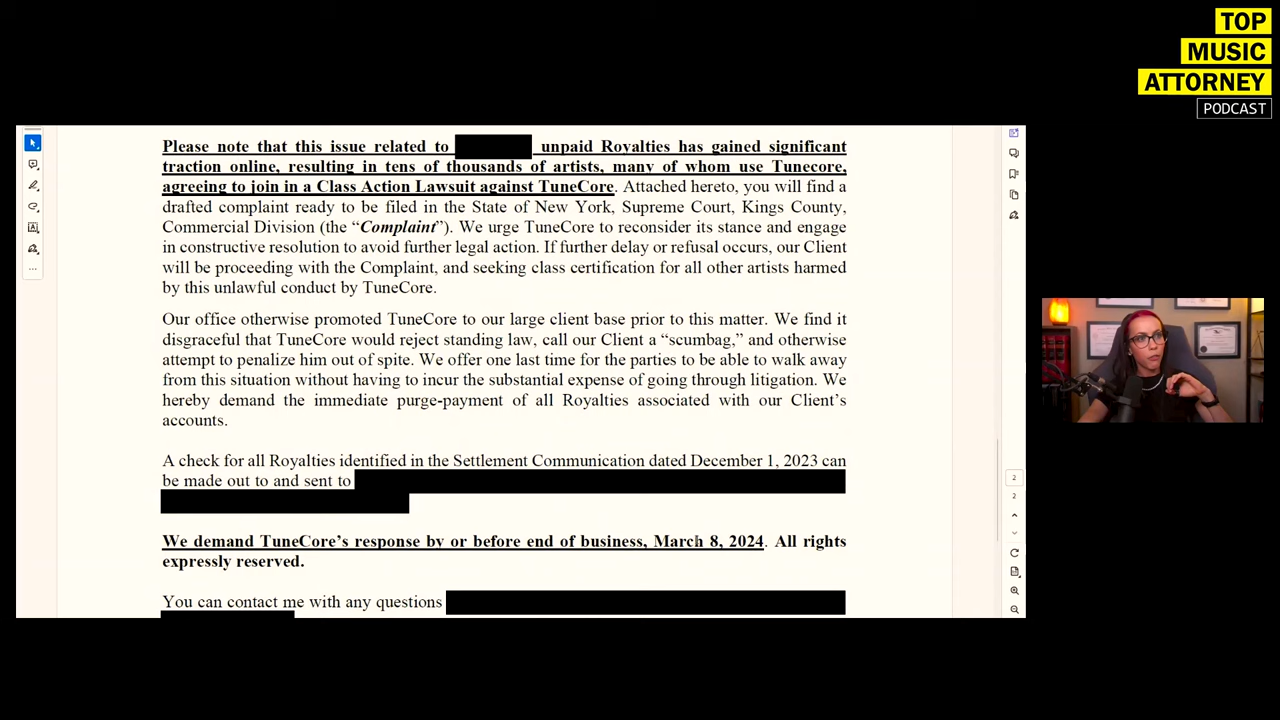 TOP
MUSIC
ATTORNEY
PODCAST
Please note that this issue related to unpaid Royalties has gained significant
traction online, resulting in tens of thousands of artists, many of whom use Tunecore,
agreeing to join in a Class Action Lawsuit against TuneCore. Attached hereto, you will find a
drafted complaint ready to be filed in the State of New York, Supreme Court, Kings County,
Commercial Division (the “Complaint”). We urge TuneCore to reconsider its stance and engage
in constructive resolution to avoid further legal action. If further delay or refusal occurs, our Client
will be proceeding with the Complaint, and seeking class certification for all other artists harmed
by this unlawful conduct by TuneCore.
Our office otherwise promoted TuneCore to our large client base prior to this matter. We find it
disgraceful that TuneCore would reject standing law, call our Client a “scumbag,” and otherwise
attempt to penalize him out of spite. We offer one last time for the parties to be able to walk away
from this situation without having to incur the substantial expense of going through litigation. We
hereby demand the immediate purge-payment of all Royalties associated with our Client’s
accounts.
A check for all Royalties identified in the Settlement Communication dated December 1, 2023 can
be made out to and sent to
We demand TuneCore’s response by or before end of business, March 8, 2024. All rights
expressly reserved.
You can contact me with any questions
2
2